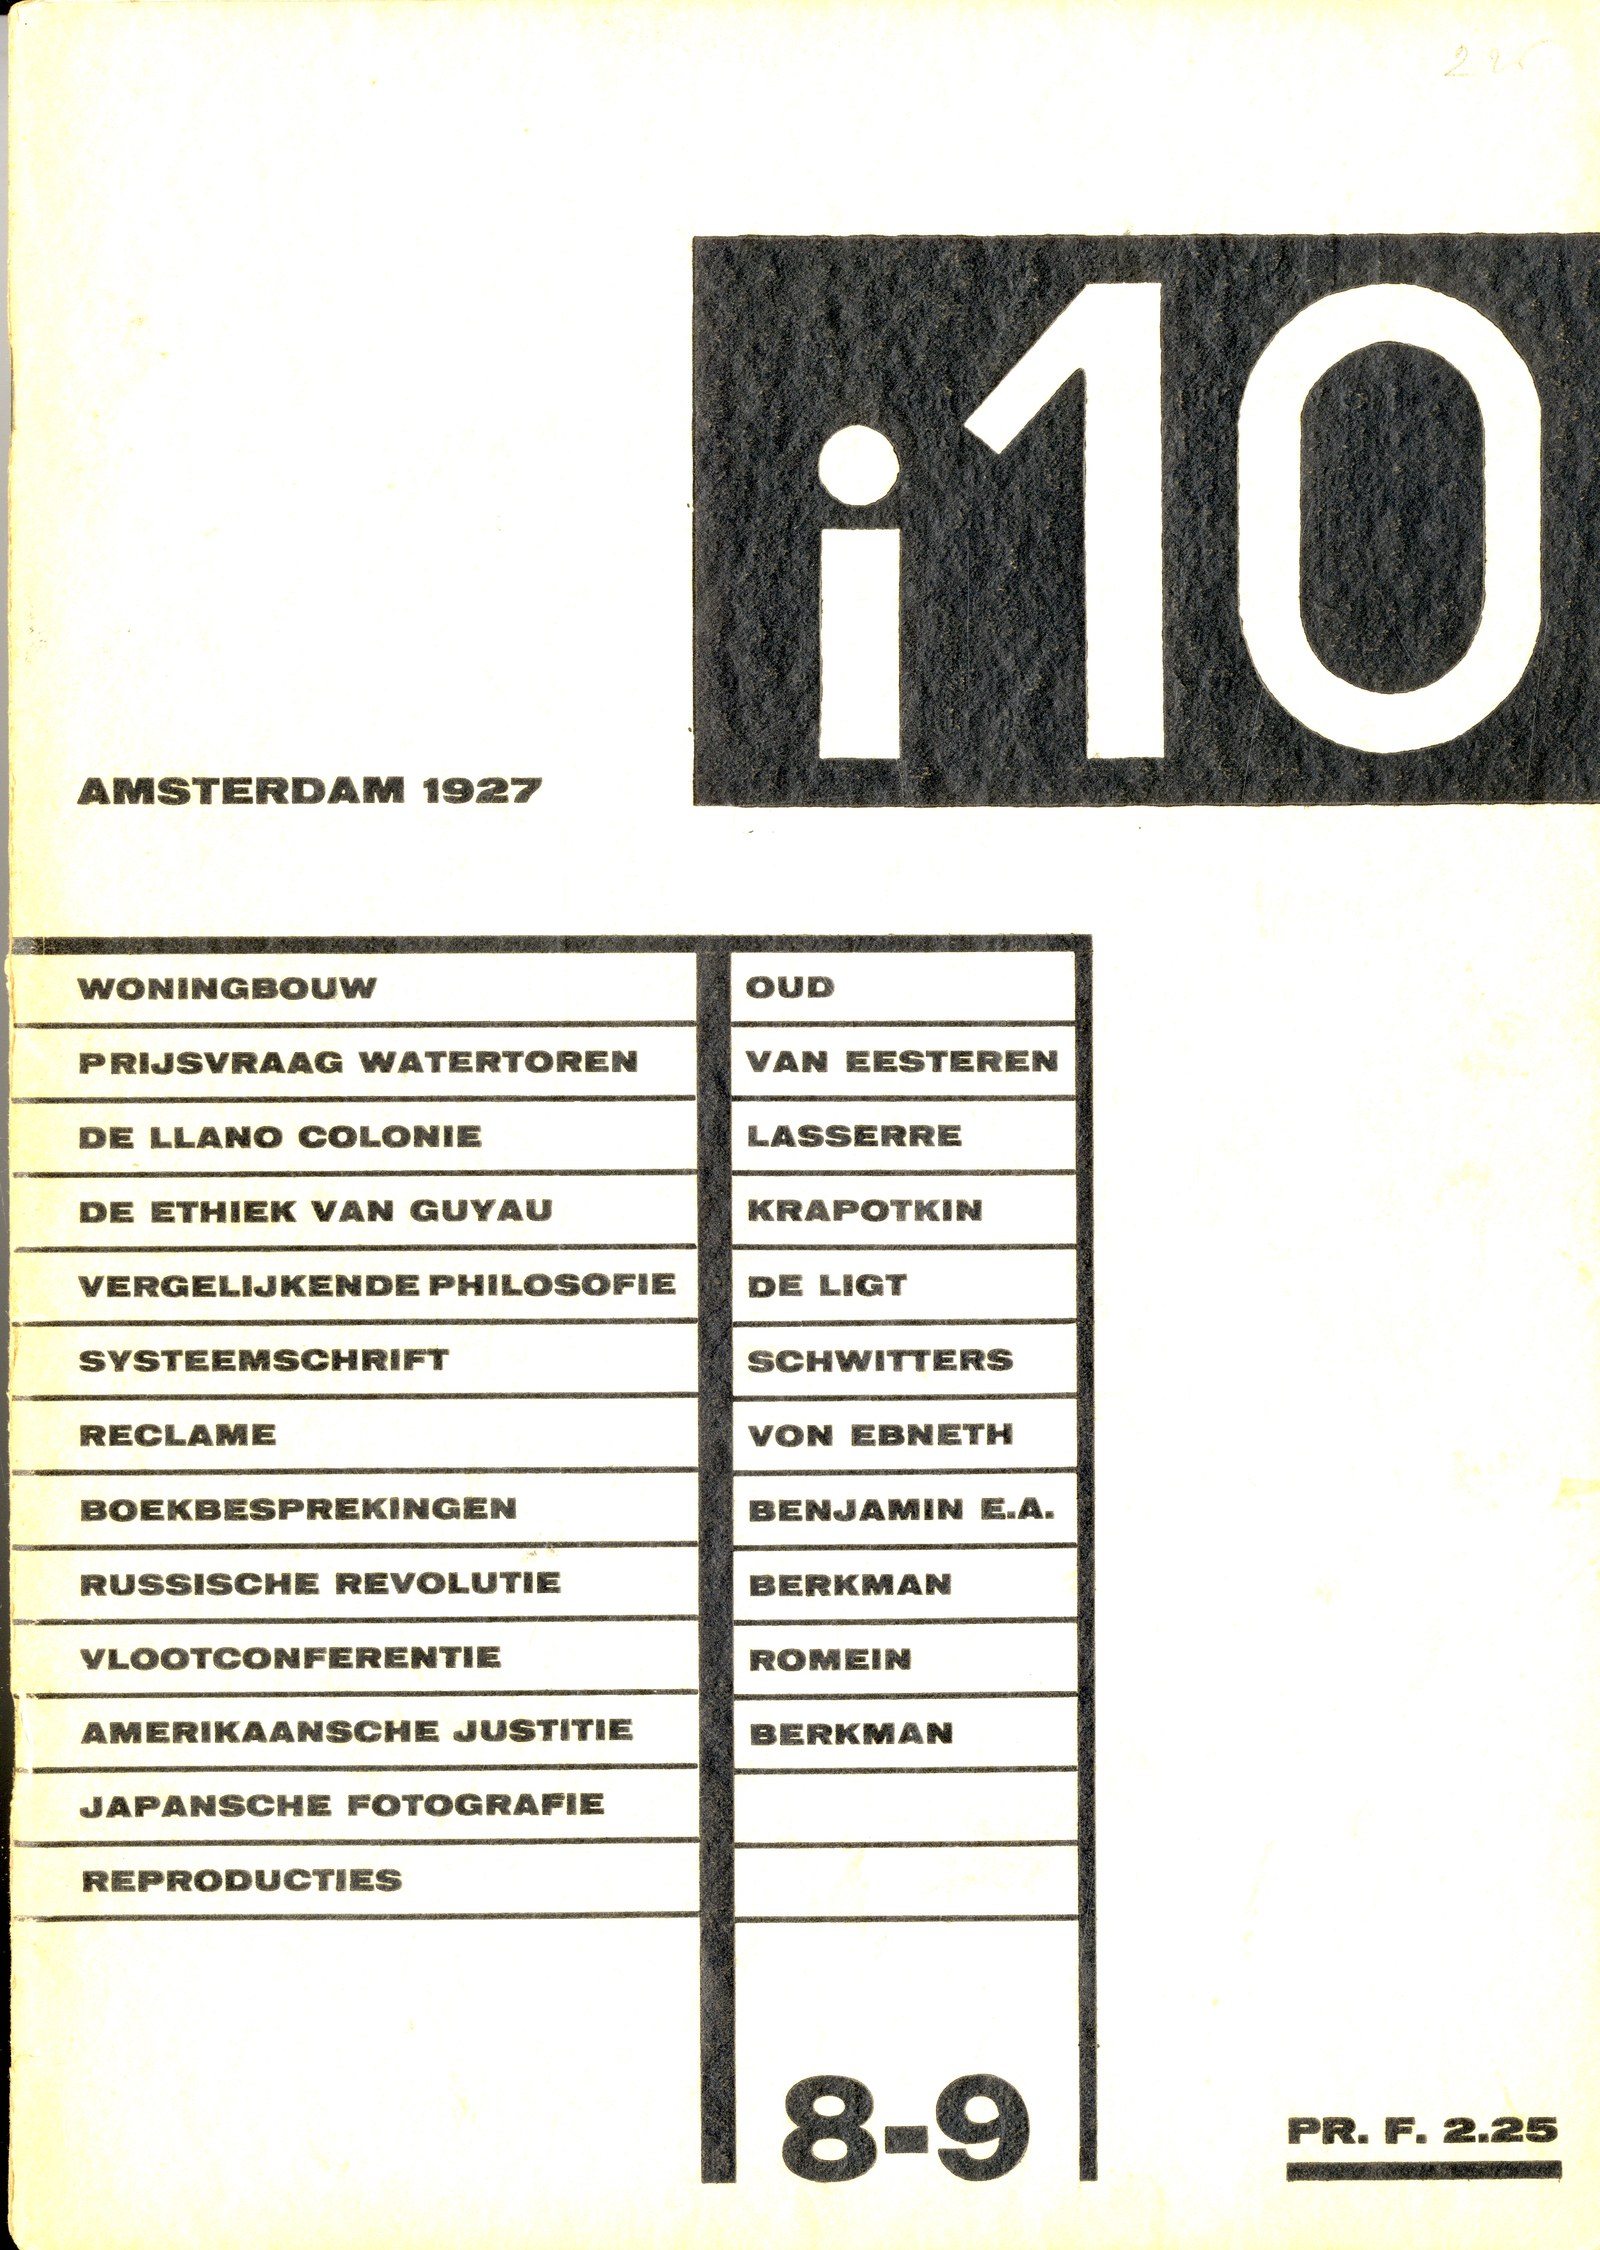 i10
AMSTERDAM 1927
WONINGBOUW OUD
PRIJSVRAAG WATERTOREN VAN EESTEREN
DE LLANO COLONIE LASSERRE
DE ETHIEK VAN GUYAU KRAPOTKIN
VERGELIJKENDE PHILOSOFIE DE LIGT
SYSTEEMSCHRIFT SCHWITTERS
RECLAME VON EBNETH
BOEKBESPREKINGEN BENJAMIN E.A.
RUSSISCHE REVOLUTIE BERKMAN
VLOOTCONFERENTIE ROMEIN
AMERIKAANSCHE JUSTITIE BERKMAN
JAPANSCHE FOTOGRAFIE
REPRODUCTIES
8-9
PR. F. 2.25